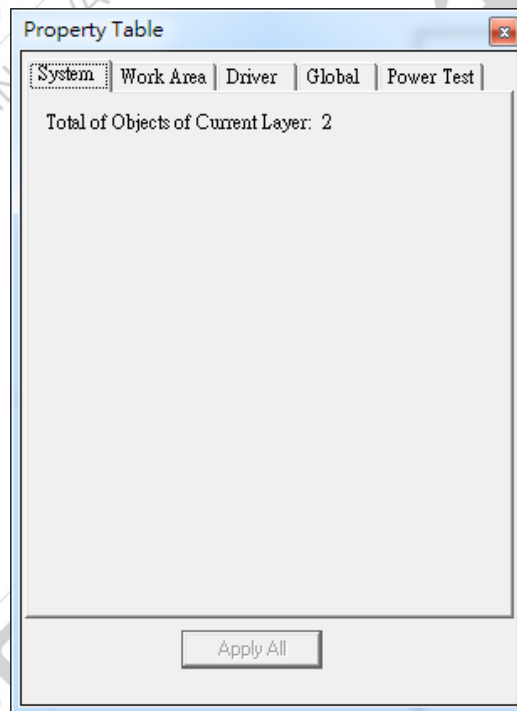 Property Table
System Work Area Driver Global Power Test
Total of Objects of Current Layer: 2
Apply All